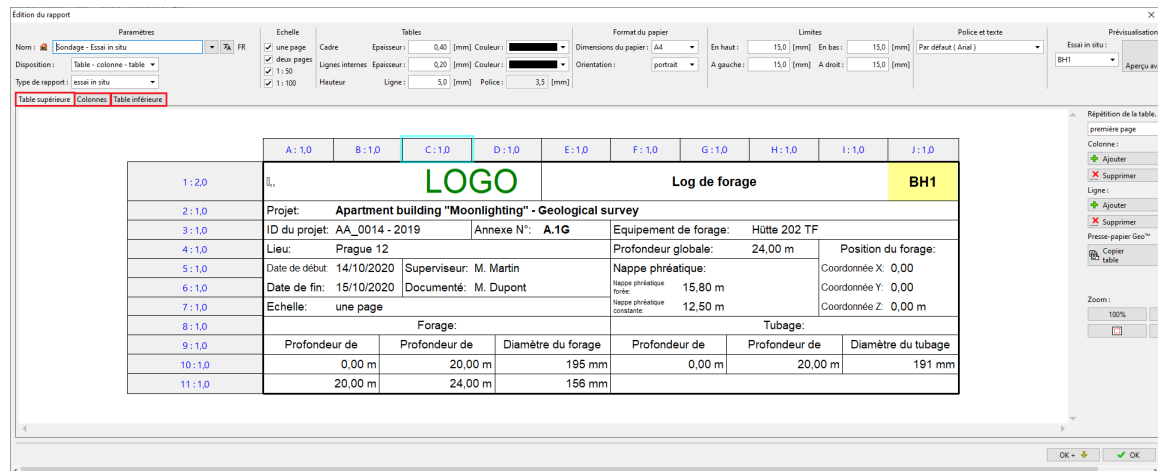 Édition du rapport
Paramètres Echelle Tables Format du papier Limites Police et texte Prévisualisation
Nom : Sondage - Essai in situ FR une page Cadre Epaisseur : 0,40 [mm] Couleur : Dimensions du papier : A4 En haut : 15,0 [mm] En bas : 15,0 [mm] Par défaut ( Arial ) Essai in situ :
Disposition : Table - colonne - table deux pages Lignes internes Epaisseur : 0,20 [mm] Couleur : Orientation : portrait A gauche : 15,0 [mm] A droit : 15,0 [mm] BH1 Aperçu av
1 : 50
Type de rapport : essai in situ 1 : 100 Hauteur Ligne : 5,0 [mm] Police : 3,5 [mm]
Table supérieure Colonnes Table inférieure
Répétition de la table.
première page
Colonne :
Ajouter
Supprimer
Ligne :
Ajouter
Supprimer
Presse-papier Geo™
Copier
table
Zoom :
100%
A : 1,0 B : 1,0 C : 1,0 D : 1,0 E : 1,0 F : 1,0 G : 1,0 H : 1,0 I : 1,0 J : 1,0
1 : 2,0 LOGO Log de forage BH1
2 : 1,0 Projet: Apartment building "Moonlighting" - Geological survey
3 : 1,0 ID du projet: AA_0014 - 2019 Annexe N°: A.1G Equipement de forage: Hütte 202 TF
4 : 1,0 Lieu: Prague 12 Profondeur globale: 24,00 m Position du forage:
5 : 1,0 Date de début: 14/10/2020 Superviseur: M. Martin Nappe phréatique: Coordonnée X: 0,00
6 : 1,0 Date de fin: 15/10/2020 Documenté: M. Dupont Nappe phréatique forée: 15,80 m Coordonnée Y: 0,00
7 : 1,0 Echelle: une page Nappe phréatique constante: 12,50 m Coordonnée Z: 0,00 m
8 : 1,0 Forage: Tubage:
9 : 1,0 Profondeur de Profondeur de Diamètre du forage Profondeur de Profondeur de Diamètre du tubage
10 : 1,0 0,00 m 20,00 m 195 mm 0,00 m 20,00 m 191 mm
11 : 1,0 20,00 m 24,00 m 156 mm
OK + OK